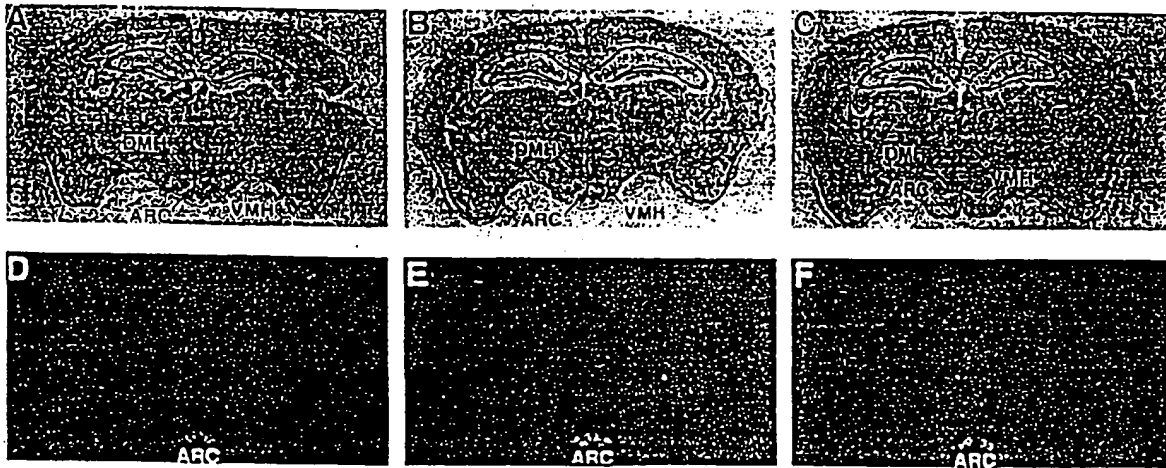 A B C
DMH DMH DMH
ARC VMH ARC VMH ARC VMH
D E F
ARC ARC ARC